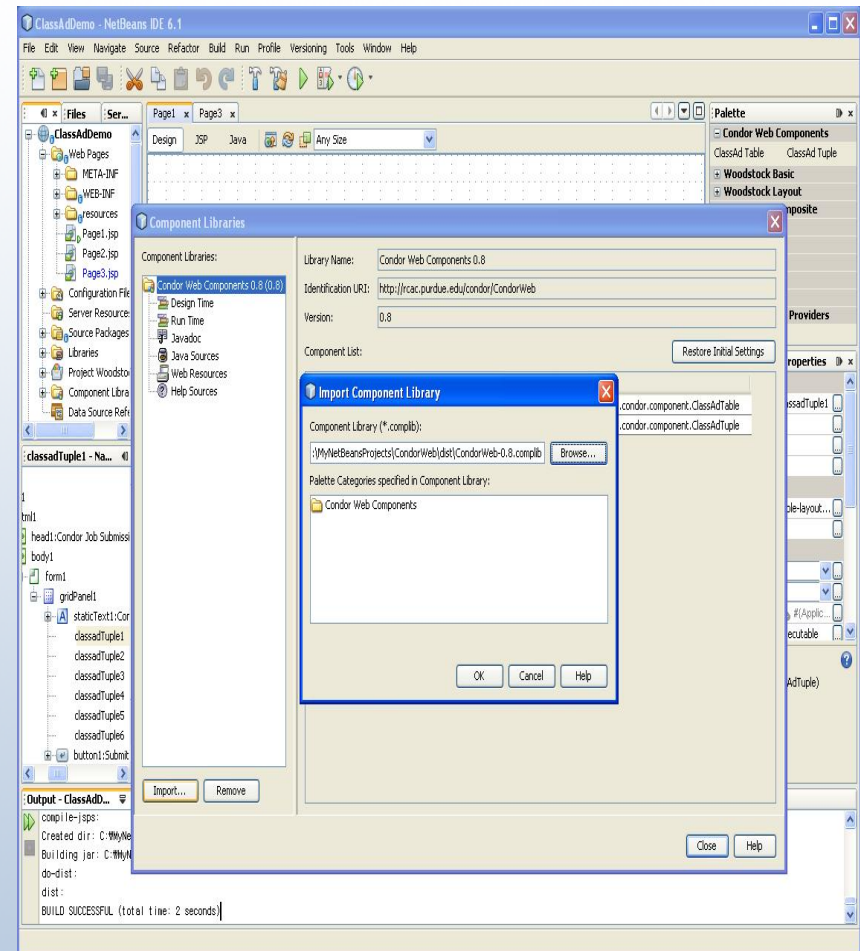 ClassAdDemo - NetBeans IDE 6.1
File Edit View Navigate Source Refactor Build Run Profile Versioning Tools Window Help
Files Ser...
Page1 x Page3 x
Palette
ClassAdDemo
Web Pages
META-INF
WEB-INF
resources
Page1.jsp
Page2.jsp
Page3.jsp
Configuration File
Server Resource
Source Packages
Libraries
Project Woodsto
Component Libra
Data Source Refe
Design JSP Java Any Size
Condor Web Components
ClassAd Table ClassAd Tuple
Woodstock Basic
Woodstock Layout
mposite
Providers
Component Libraries
Component Libraries:
Condor Web Components 0.8 (0.8)
Design Time
Run Time
Javadoc
Java Sources
Web Resources
Help Sources
Library Name: Condor Web Components 0.8
Identification URI: http://rcac.purdue.edu/condor/CondorWeb
Version: 0.8
Component List: Restore Initial Settings
.condor.component.ClassAdTable
.condor.component.ClassAdTuple
Import Component Library
Component Library (*.complib):
:\MyNetBeansProjects\CondorWeb\dist\CondorWeb-0.8.complib Browse...
Palette Categories specified in Component Library:
Condor Web Components
OK Cancel Help
Import... Remove
Close Help
roperties
ssadTuple1
ble-layout...
#{Applic...
ecutable
AdTuple)
classadTuple1 - Na...
1
tml1
head1:Condor Job Submissi
body1
form1
gridPanel1
staticText1:Cor
classadTuple1
classadTuple2
classadTuple3
classadTuple4
classadTuple5
classadTuple6
button1:Submit
Output - ClassAdD...
compile-jsps:
Created dir: C:₩MyNe
Building jar: C:₩MyN
do-dist:
dist:
BUILD SUCCESSFUL (total time: 2 seconds)